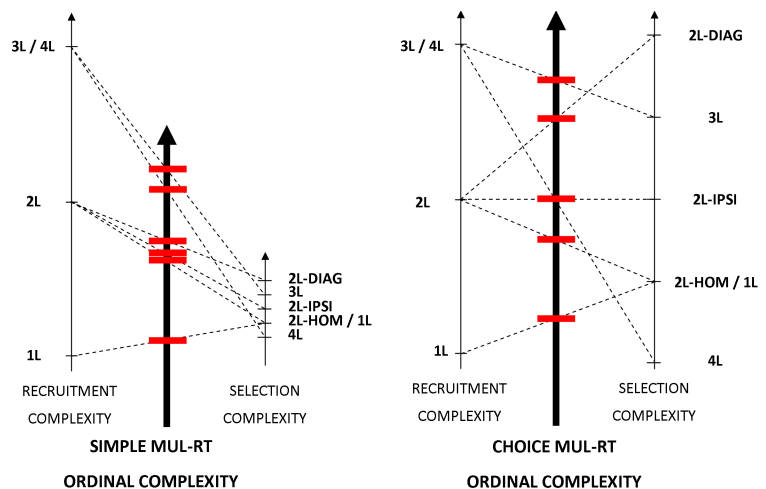 3L / 4L
2L
1L
2L-DIAG
3L
2L-IPSI
2L-HOM / 1L
4L
RECRUITMENT
COMPLEXITY
SELECTION
COMPLEXITY
SIMPLE MUL-RT
ORDINAL COMPLEXITY
3L / 4L
2L
1L
2L-DIAG
3L
2L-IPSI
2L-HOM / 1L
4L
RECRUITMENT
COMPLEXITY
SELECTION
COMPLEXITY
CHOICE MUL-RT
ORDINAL COMPLEXITY